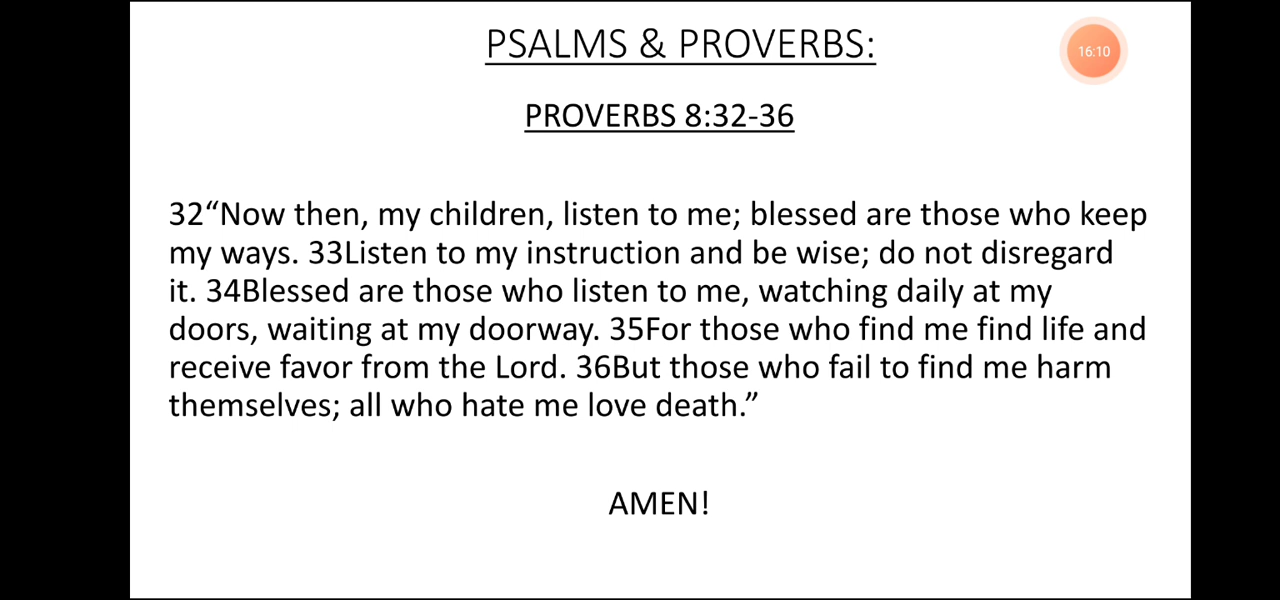 PSALMS & PROVERBS:
16:10
PROVERBS 8:32-36
32“Now then, my children, listen to me; blessed are those who keep
my ways. 33Listen to my instruction and be wise; do not disregard
it. 34Blessed are those who listen to me, watching daily at my
doors, waiting at my doorway. 35For those who find me find life and
receive favor from the Lord. 36But those who fail to find me harm
themselves; all who hate me love death.”
AMEN!